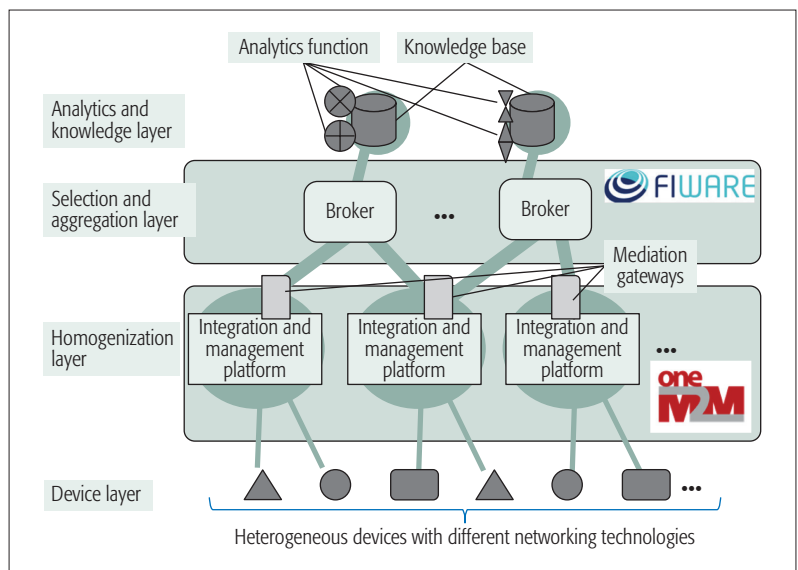 Analytics function
Knowledge base
Analytics and
knowledge layer
FIWARE
Selection and
aggregation layer
Broker
...
Broker
Mediation
gateways
Homogenization
layer
Integration and
management
platform
Integration and
management
platform
Integration and
management
platform
...
one
M2M
Device layer
...
Heterogeneous devices with different networking technologies